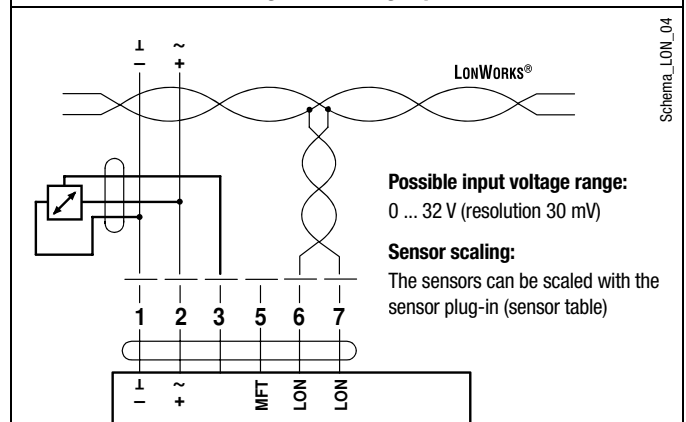 ⊥ ~
– +
LONWORKS®
Schema_LON_04
Possible input voltage range:
0 ... 32 V (resolution 30 mV)
Sensor scaling:
The sensors can be scaled with the
sensor plug-in (sensor table)
1 2 3 5 6 7
⊥ ~ MFT LON LON
– +